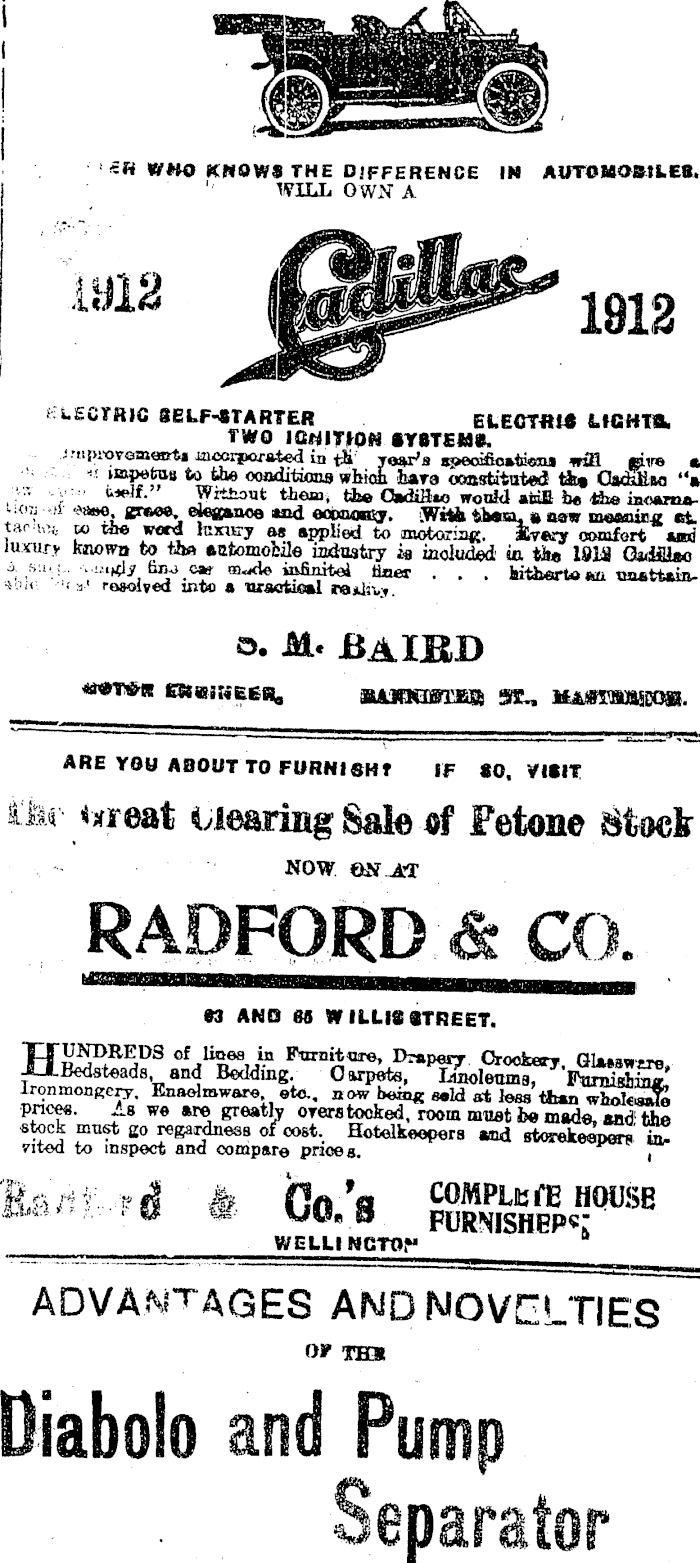 WHO KNOWS THE DIFFERENCE IN AUTOMOBILES.
WILL OWN A
1912 Cadillac 1912
ELECTRIC SELF-STARTER ELECTRIC LIGHTS.
TWO IGNITION SYSTEMS.
improvements incorporated in year's specifications will give a
impetus to the conditions which have constituted the Cadillac "a
itself." Without them, the Cadillac would still be the incarna-
tion of ease, grace, elegance and economy. With them, a new meaning at
taches to the word luxury as applied to motoring. Every comfort and
luxury known to the automobile industry is included in the 1912 Cadillac
fine car made infinitel finer . . . hitherto an unattain-
able resolved into a practical reality.
S. M. BAIRD
MOTOR ENGINEER, BANNISTER ST., MASTERTON.
ARE YOU ABOUT TO FURNISH? IF SO, VISIT
The Great Clearing Sale of Petone Stock
NOW ON AT
RADFORD & CO.
63 AND 65 WILLIS STREET.
HUNDREDS of lines in Furniture, Drapery Crockery, Glassware,
Bedsteads, and Bedding. Carpets, Linoleums, Furnishing,
Ironmongery, Enaelmware, etc., now being sold at less than wholesale
prices. As we are greatly overstocked, room must be made, and the
stock must go regardness of cost. Hotelkeepers and storekeepers in-
vited to inspect and compare prices.
Radford & Co.'s COMPLETE HOUSE
FURNISHERS,
WELLINGTON
ADVANTAGES AND NOVELTIES
OF THE
Diabolo and Pump
Separator